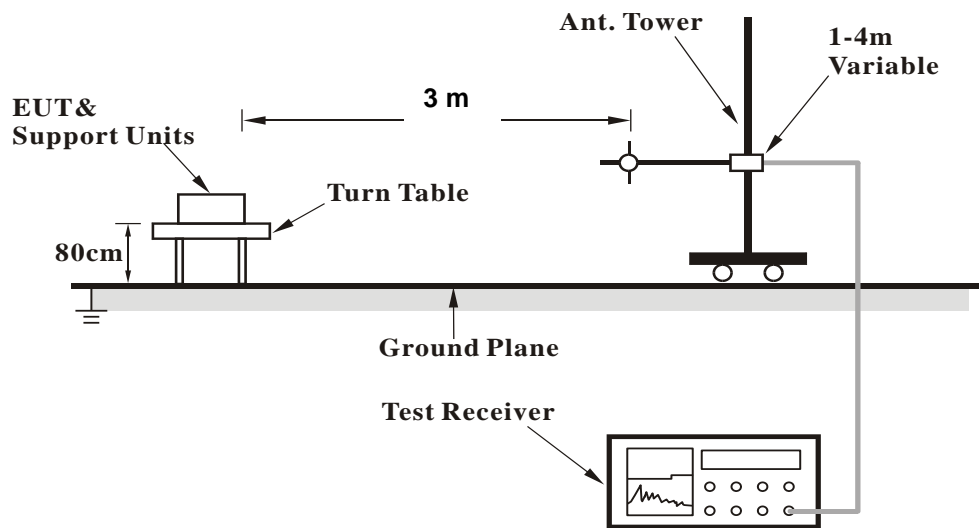 Ant. Tower
1-4m
Variable
3 m
EUT&
Support Units
Turn Table
80cm
Ground Plane
Test Receiver